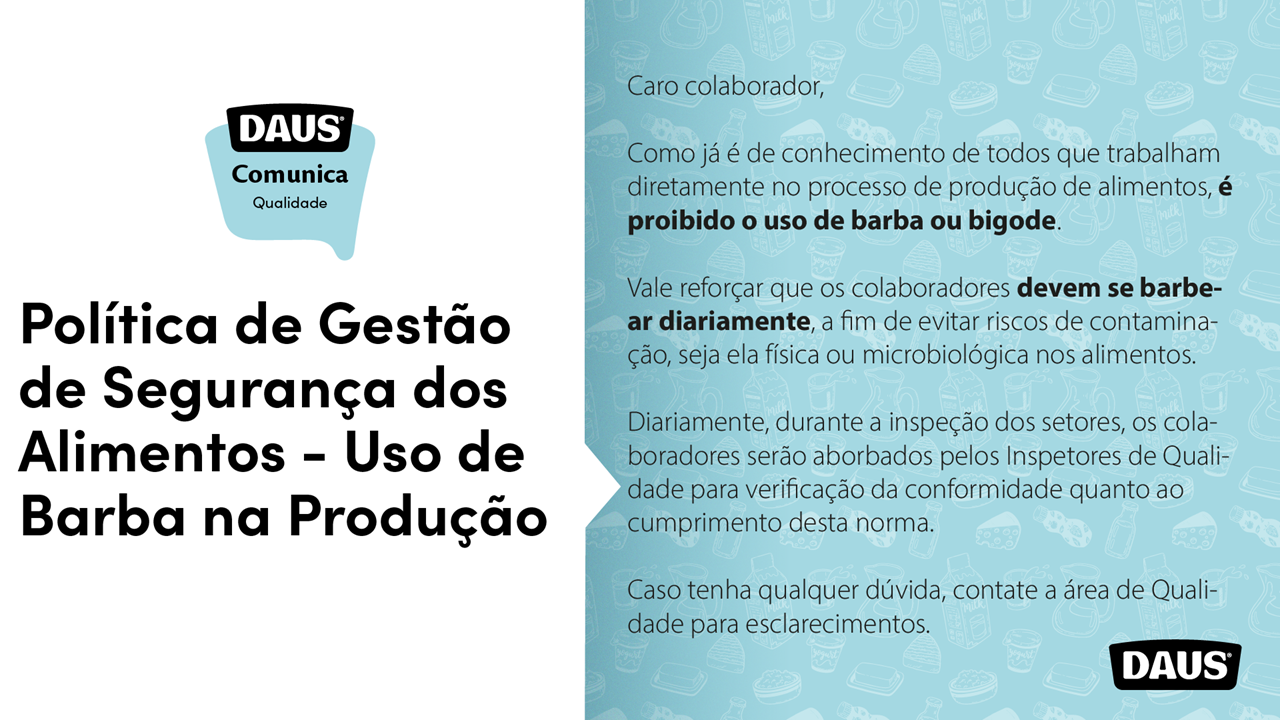 DAUS®
Comunica
Qualidade
Política de Gestão
de Segurança dos
Alimentos - Uso de
Barba na Produção
Caro colaborador,
Como já é de conhecimento de todos que trabalham
diretamente no processo de produção de alimentos, é
proibido o uso de barba ou bigode.
Vale reforçar que os colaboradores devem se barbe-
ar diariamente, a fim de evitar riscos de contamina-
ção, seja ela física ou microbiológica nos alimentos.
Diariamente, durante a inspeção dos setores, os cola-
boradores serão aborbados pelos Inspetores de Quali-
dade para verificação da conformidade quanto ao
cumprimento desta norma.
Caso tenha qualquer dúvida, contate a área de Quali-
dade para esclarecimentos.
DAUS®